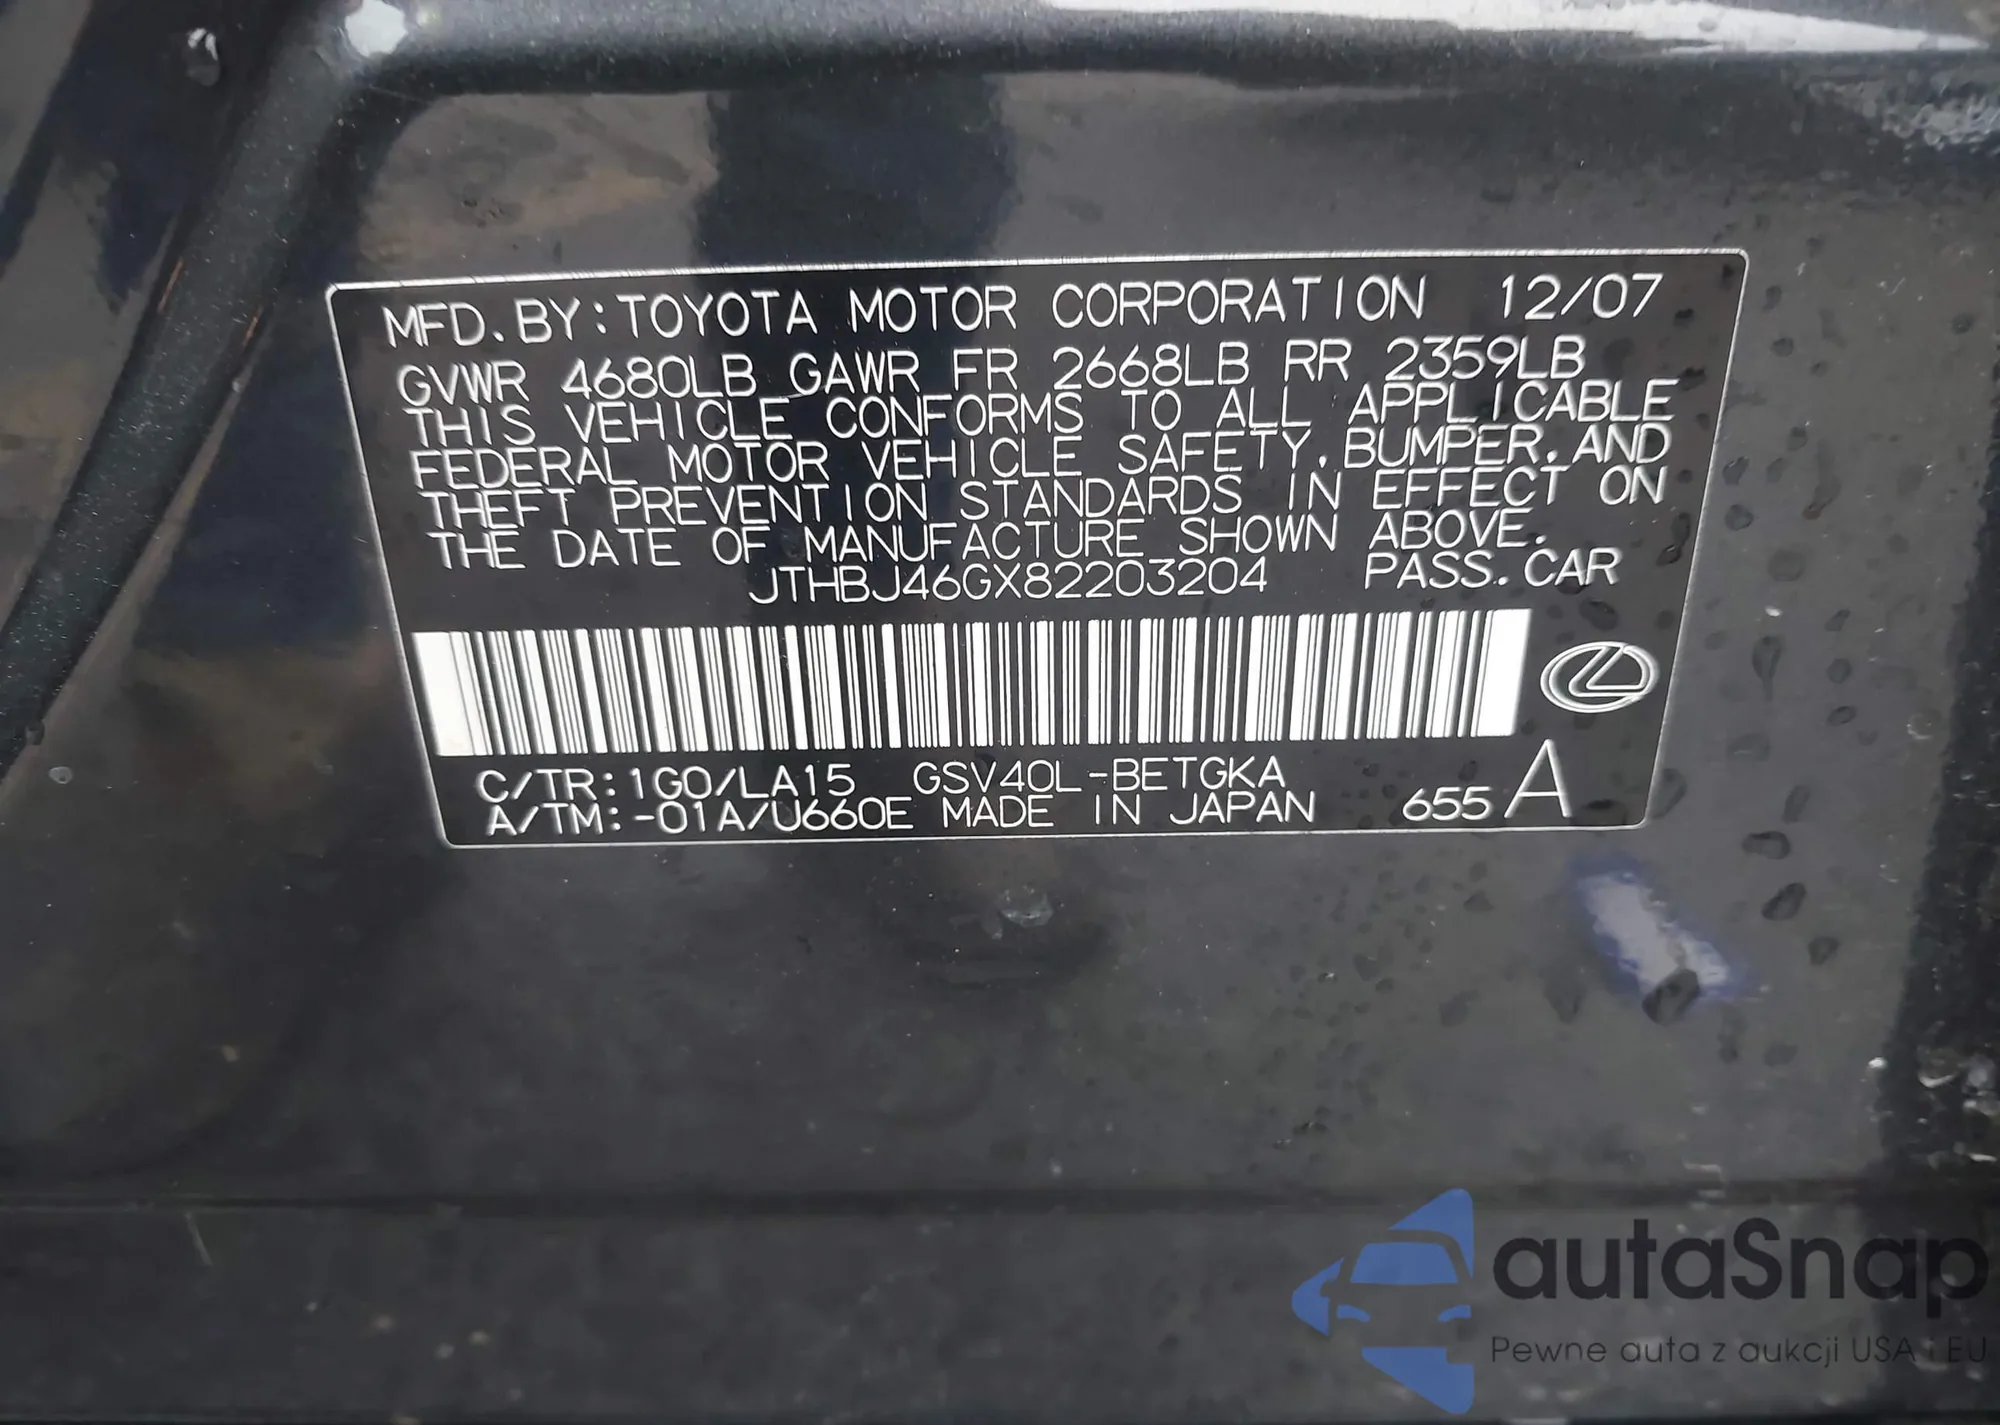 MFD. BY: TOYOTA MOTOR CORPORATION 12/07
GVWR 4680LB GAWR FR 2668LB RR 2359LB
THIS VEHICLE CONFORMS TO ALL APPLICABLE
FEDERAL MOTOR VEHICLE SAFETY, BUMPER, AND
THEFT PREVENTION STANDARDS IN EFFECT ON
THE DATE OF MANUFACTURE SHOWN ABOVE.
JTHBJ46GX82203204 PASS. CAR
C/TR: 1G0/LA15 GSV40L-BETGKA
A/TM: -01A/U660E MADE IN JAPAN 655 A
autaSnap
Pewne auta z aukcji USA i EU